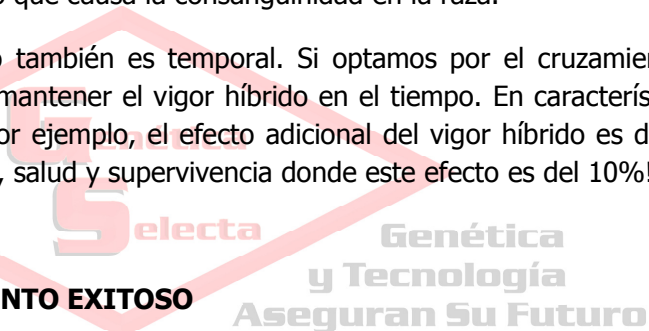 que causa la consanguinidad en la raza.
también es temporal. Si optamos por el cruzamien
mantener el vigor híbrido en el tiempo. En caracterís
or ejemplo, el efecto adicional del vigor híbrido es d
, salud y supervivencia donde este efecto es del 10%!
Genética
Selecta
Genética
y Tecnología
Aseguran Su Futuro
NTO EXITOSO